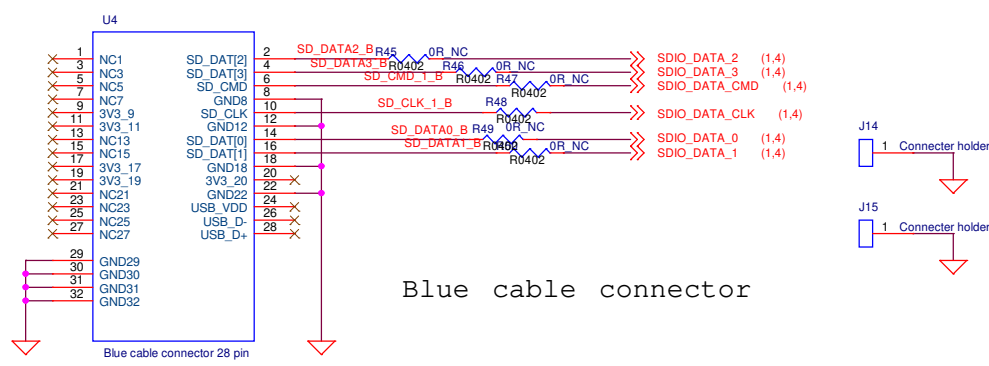 U4
1 NC1 SD_DAT[2] 2 SD_DATA2_B R45 0R_NC R0402 SDIO_DATA_2 (1,4)
3 NC3 SD_DAT[3] 4 SD_DATA3_B R46 0R_NC R0402 SDIO_DATA_3 (1,4)
5 NC5 SD_CMD 6 SD_CMD_1_B R47 0R_NC R0402 SDIO_DATA_CMD (1,4)
7 NC7 GND8 8
9 3V3_9 SD_CLK 10 SD_CLK_1_B R48 R0402 SDIO_DATA_CLK (1,4)
11 3V3_11 GND12 12
13 NC13 SD_DAT[0] 14 SD_DATA0_B R49 0R_NC R0402 SDIO_DATA_0 (1,4)
15 NC15 SD_DAT[1] 16 SD_DATA1_B 0R_NC R0402 SDIO_DATA_1 (1,4)
17 3V3_17 GND18 18
19 3V3_19 3V3_20 20
21 NC21 GND22 22
23 NC23 USB_VDD 24
25 NC25 USB_D- 26
27 NC27 USB_D+ 28
29 GND29
30 GND30
31 GND31
32 GND32
Blue cable connector 28 pin
Blue cable connector
J14
1 Connecter holder
J15
1 Connecter holder